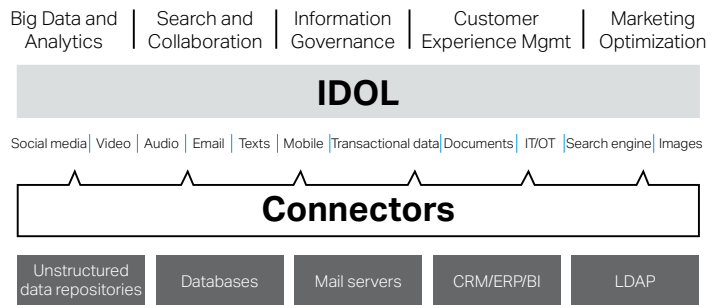 Big Data and Analytics | Search and Collaboration | Information Governance | Customer Experience Mgmt | Marketing Optimization
IDOL
Social media | Video | Audio | Email | Texts | Mobile | Transactional data | Documents | IT/OT | Search engine | Images
Connectors
Unstructured data repositories Databases Mail servers CRM/ERP/BI LDAP